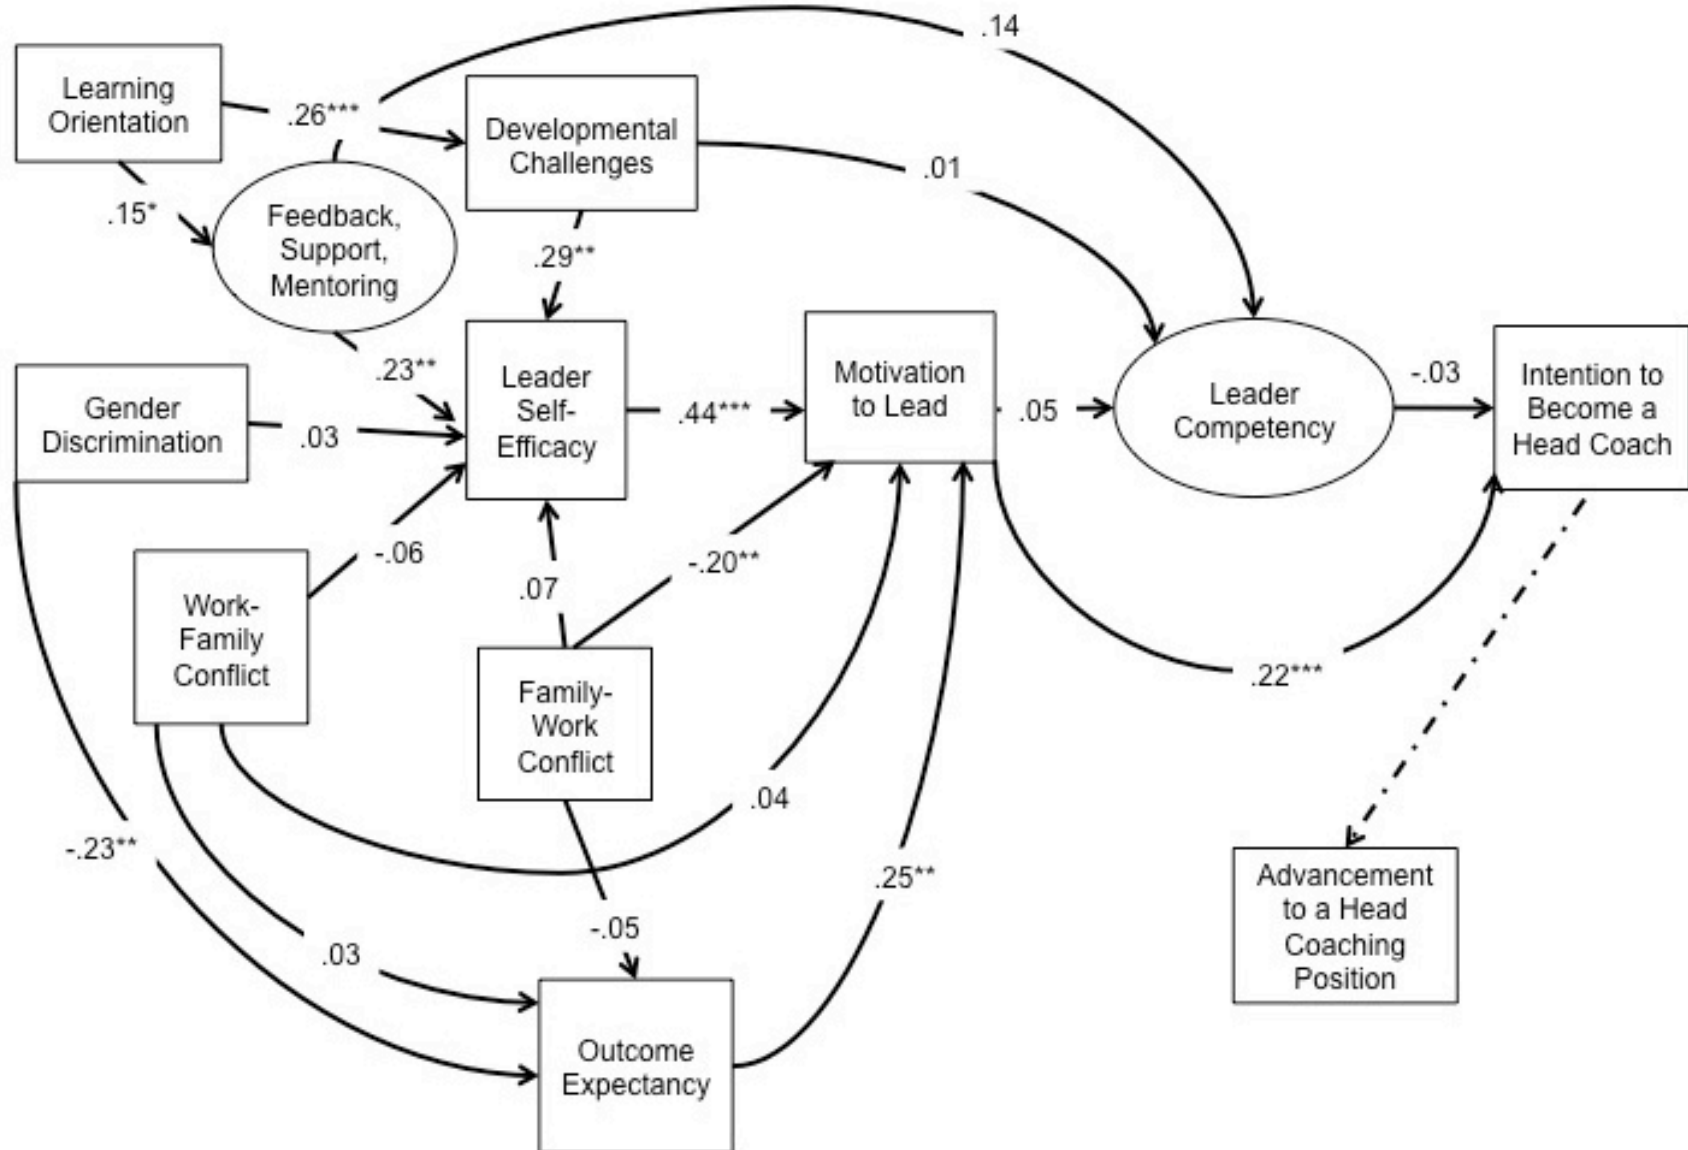 .14
Learning
Orientation
.26***
Developmental
Challenges
.01
.15*
Feedback,
Support,
Mentoring
.29**
.23**
Leader
Self-
Efficacy
.44***
Motivation
to Lead
.05
Leader
Competency
-.03
Intention to
Become a
Head Coach
Gender
Discrimination
.03
-.06
.07
-.20**
Work-
Family
Conflict
Family-
Work
Conflict
.22***
.04
-.23**
.25**
.03
-.05
Advancement
to a Head
Coaching
Position
Outcome
Expectancy